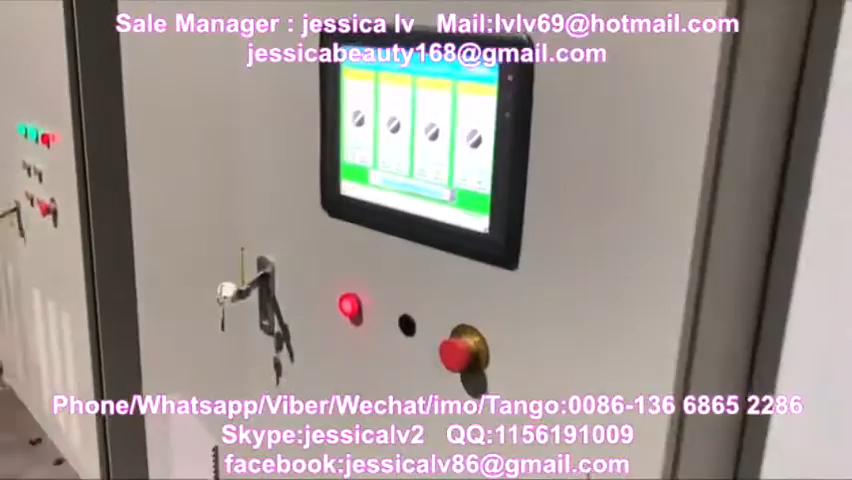 Sale Manager : jessica lv Mail:lvlv69@hotmail.com
jessicabeauty168@gmail.com
Phone/Whatsapp/Viber/Wechat/imo/Tango:0086-136 6865 2286
Skype:jessicalv2 QQ:1156191009
facebook:jessicalv86@gmail.com